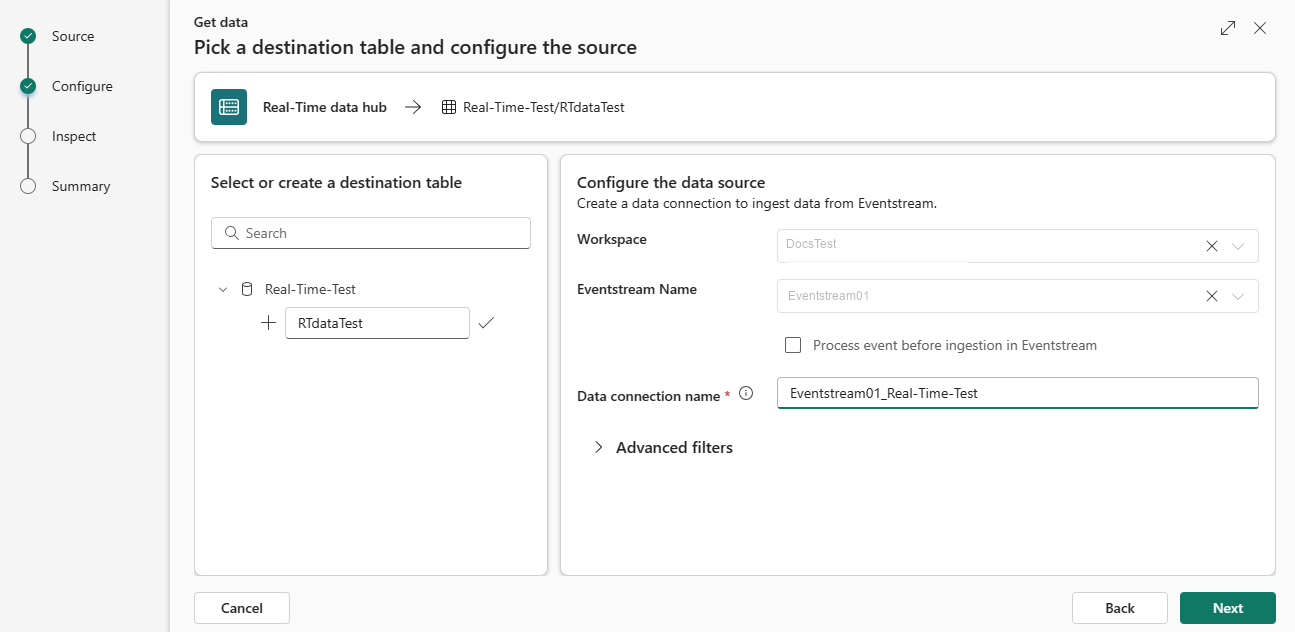 Source
Configure
Inspect
Summary
Get data
Pick a destination table and configure the source
Real-Time data hub
Real-Time-Test/RTdataTest
Select or create a destination table
Search
Real-Time-Test
RTdataTest
Configure the data source
Create a data connection to ingest data from Eventstream.
Workspace
DocsTest
Eventstream Name
Eventstream01
Process event before ingestion in Eventstream
Data connection name *
Eventstream01_Real-Time-Test
Advanced filters
Cancel
Back
Next